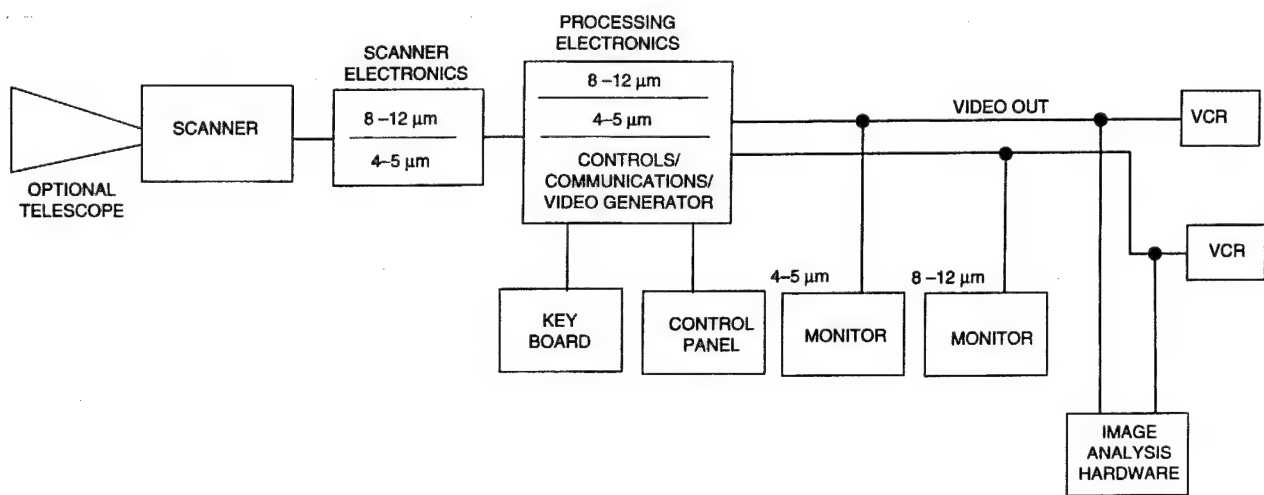 OPTIONAL
TELESCOPE
SCANNER
SCANNER
ELECTRONICS
8–12 µm
4–5 µm
PROCESSING
ELECTRONICS
8–12 µm
4–5 µm
CONTROLS/
COMMUNICATIONS/
VIDEO GENERATOR
VIDEO OUT
VCR
VCR
KEY
BOARD
CONTROL
PANEL
4–5 µm
MONITOR
8–12 µm
MONITOR
IMAGE
ANALYSIS
HARDWARE